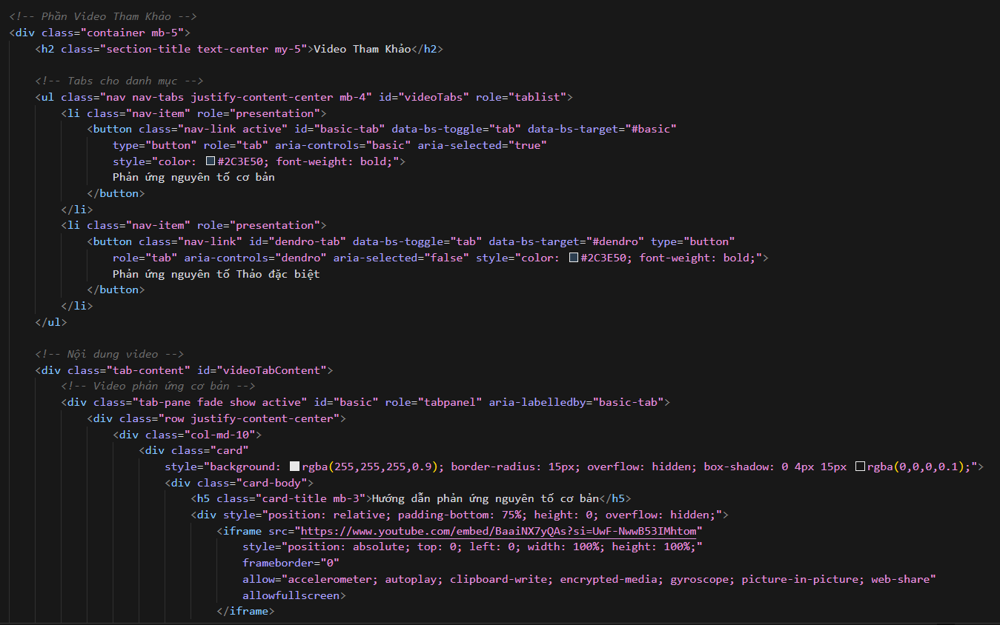 <!-- Phần Video Tham Khảo -->
<div class="container mb-5">
<h2 class="section-title text-center my-5">Video Tham Khảo</h2>
<!-- Tabs cho danh mục -->
<ul class="nav nav-tabs justify-content-center mb-4" id="videoTabs" role="tablist">
<li class="nav-item" role="presentation">
<button class="nav-link active" id="basic-tab" data-bs-toggle="tab" data-bs-target="#basic"
type="button" role="tab" aria-controls="basic" aria-selected="true"
style="color: #2C3E50; font-weight: bold;">
Phản ứng nguyên tố cơ bản
</button>
</li>
<li class="nav-item" role="presentation">
<button class="nav-link" id="dendro-tab" data-bs-toggle="tab" data-bs-target="#dendro" type="button"
role="tab" aria-controls="dendro" aria-selected="false" style="color: #2C3E50; font-weight: bold;">
Phản ứng nguyên tố Thảo đặc biệt
</button>
</li>
</ul>
<!-- Nội dung video -->
<div class="tab-content" id="videoTabContent">
<!-- Video phản ứng cơ bản -->
<div class="tab-pane fade show active" id="basic" role="tabpanel" aria-labelledby="basic-tab">
<div class="row justify-content-center">
<div class="col-md-10">
<div class="card"
style="background: rgba(255,255,255,0.9); border-radius: 15px; overflow: hidden; box-shadow: 0 4px 15px rgba(0,0,0,0.1);">
<div class="card-body">
<h5 class="card-title mb-3">Hướng dẫn phản ứng nguyên tố cơ bản</h5>
<div style="position: relative; padding-bottom: 75%; height: 0; overflow: hidden;">
<iframe src="https://www.youtube.com/embed/BaaiNX7yQAs?si=UwF-NwwB53IMhtom"
style="position: absolute; top: 0; left: 0; width: 100%; height: 100%;"
frameborder="0"
allow="accelerometer; autoplay; clipboard-write; encrypted-media; gyroscope; picture-in-picture; web-share"
allowfullscreen>
</iframe>